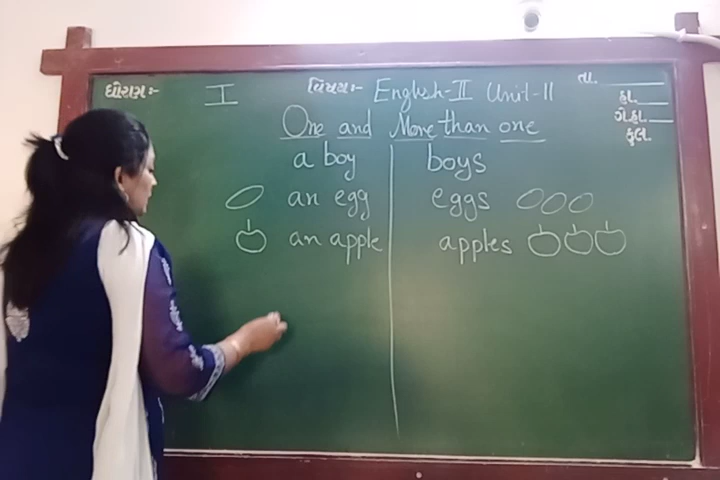 ધોરણ:- I વિષય:- English-II Unit-11 તા.
હા.
ગે.હા.
કુલ.
One and More than one
a boy boys
an egg eggs
an apple apples